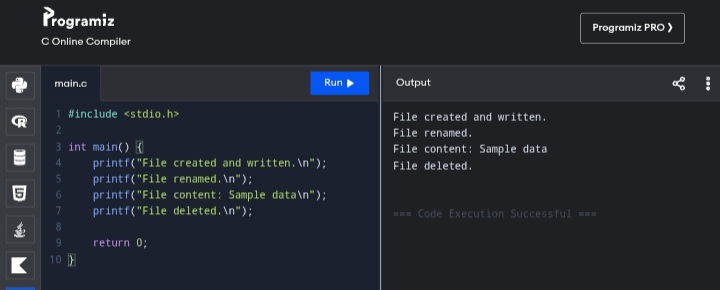 Programiz
C Online Compiler
Programiz PRO ❯
main.c
Run ▶
Output
1 #include <stdio.h>
2
3 int main() {
4     printf("File created and written.\n");
5     printf("File renamed.\n");
6     printf("File content: Sample data\n");
7     printf("File deleted.\n");
8
9     return 0;
10 }
File created and written.
File renamed.
File content: Sample data
File deleted.
=== Code Execution Successful ===
R
5